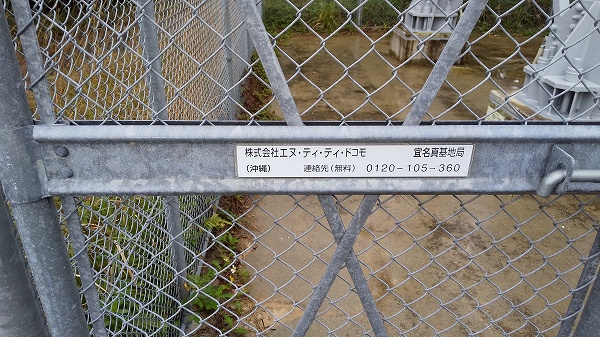 株式会社エヌ・ティ・ティ・ドコモ 宜名真基地局
(沖縄) 連絡先(無料) 0120-105-360